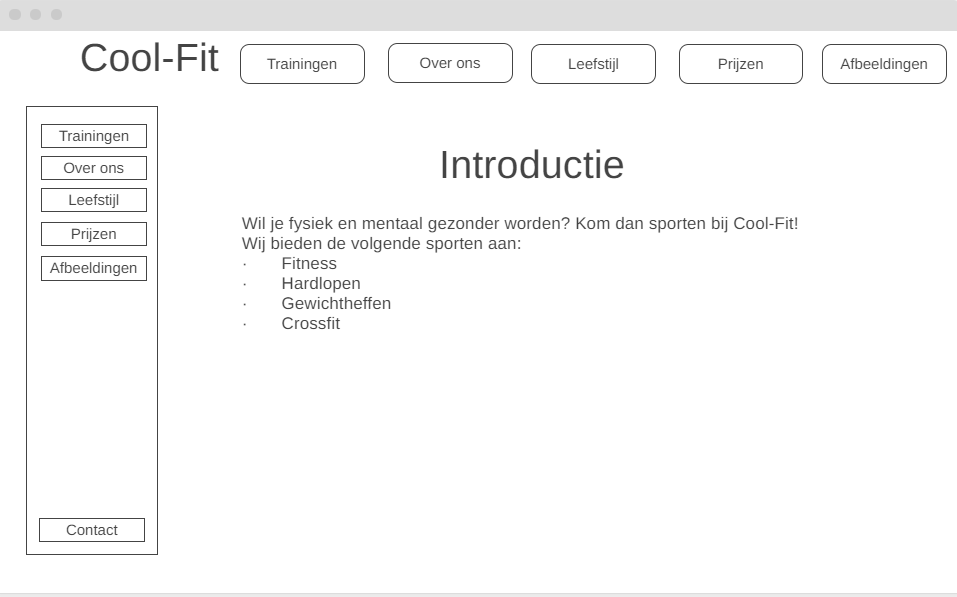 Cool-Fit
Trainingen
Over ons
Leefstijl
Prijzen
Afbeeldingen
Trainingen
Over ons
Leefstijl
Prijzen
Afbeeldingen
Contact
Introductie
Wil je fysiek en mentaal gezonder worden? Kom dan sporten bij Cool-Fit!
Wij bieden de volgende sporten aan:
· Fitness
· Hardlopen
· Gewichtheffen
· Crossfit